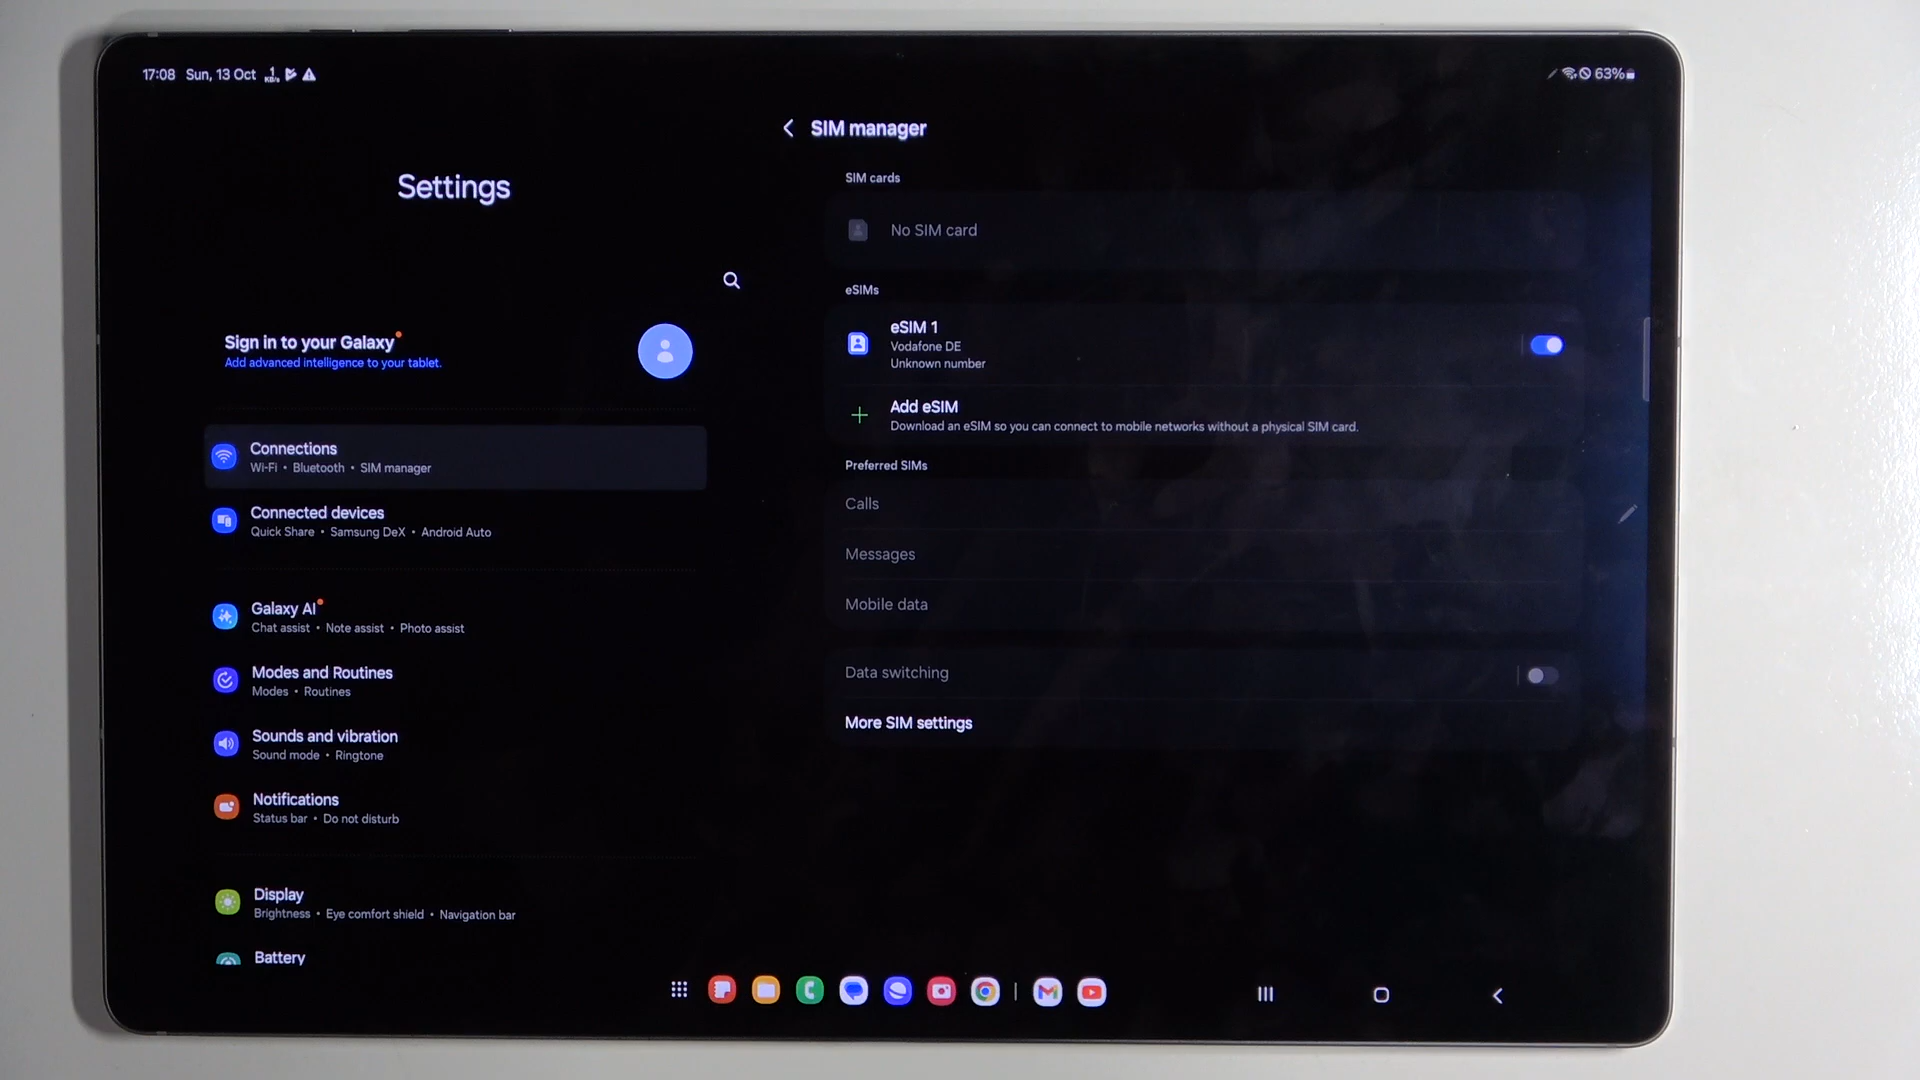 17:08 Sun, 13 Oct 1 KB/s
63%
Settings
Sign in to your Galaxy
Add advanced intelligence to your tablet.
Connections
Wi-Fi • Bluetooth • SIM manager
Connected devices
Quick Share • Samsung DeX • Android Auto
Galaxy AI
Chat assist • Note assist • Photo assist
Modes and Routines
Modes • Routines
Sounds and vibration
Sound mode • Ringtone
Notifications
Status bar • Do not disturb
Display
Brightness • Eye comfort shield • Navigation bar
Battery
SIM manager
SIM cards
No SIM card
eSIMs
eSIM 1
Vodafone DE
Unknown number
Add eSIM
Download an eSIM so you can connect to mobile networks without a physical SIM card.
Preferred SIMs
Calls
Messages
Mobile data
Data switching
More SIM settings